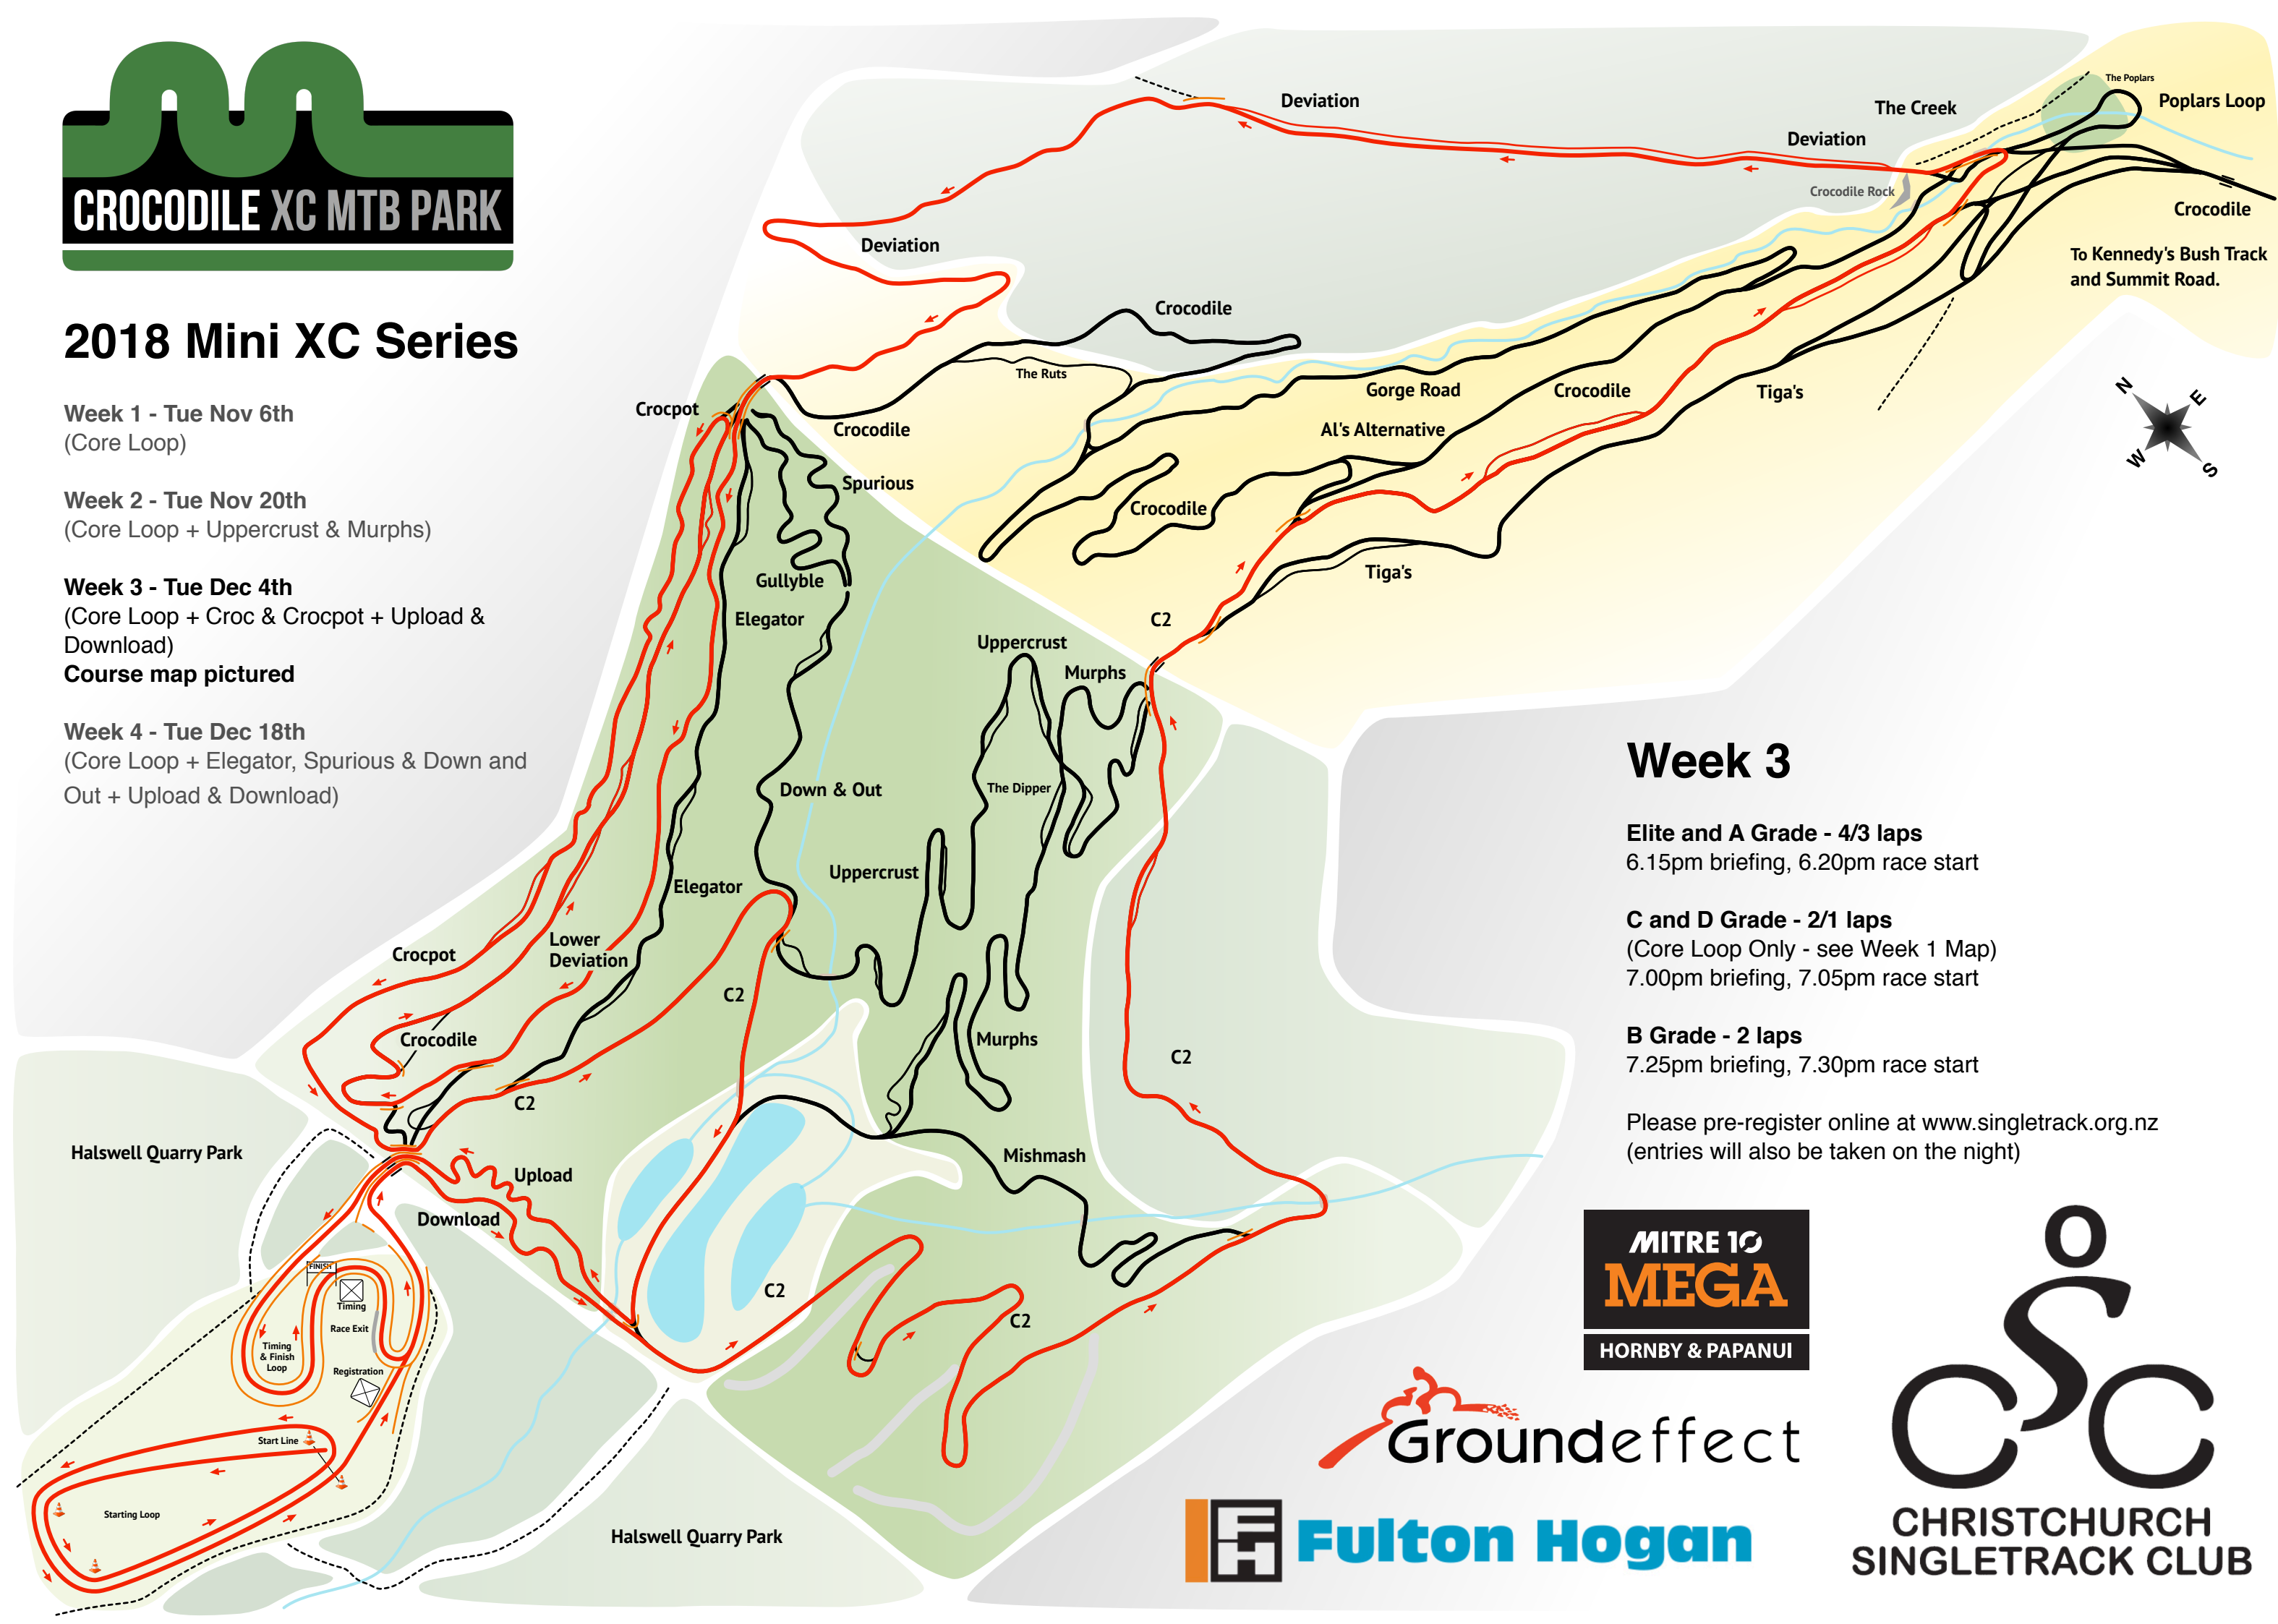 CROCODILE XC MTB PARK
2018 Mini XC Series
Week 1 - Tue Nov 6th
(Core Loop)
Week 2 - Tue Nov 20th
(Core Loop + Uppercrust & Murphs)
Week 3 - Tue Dec 4th
(Core Loop + Croc & Crocpot + Upload &
Download)
Course map pictured
Week 4 - Tue Dec 18th
(Core Loop + Elegator, Spurious & Down and
Out + Upload & Download)
Deviation
The Creek
The Poplars
Poplars Loop
Deviation
Crocodile Rock
Crocodile
Deviation
To Kennedy's Bush Track
and Summit Road.
Crocodile
The Ruts
Gorge Road
Crocodile
Tiga's
N
E
W
S
Crocpot
Crocodile
Al's Alternative
Spurious
Crocodile
Gullyble
Tiga's
Elegator
C2
Uppercrust
Murphs
Down & Out
The Dipper
Uppercrust
Elegator
Lower
Deviation
Crocpot
C2
Crocodile
Murphs
C2
C2
Halswell Quarry Park
Mishmash
Upload
Download
FINISH
Timing
C2
Race Exit
C2
Timing
& Finish
Loop
Registration
Start Line
Starting Loop
Halswell Quarry Park
Week 3
Elite and A Grade - 4/3 laps
6.15pm briefing, 6.20pm race start
C and D Grade - 2/1 laps
(Core Loop Only - see Week 1 Map)
7.00pm briefing, 7.05pm race start
B Grade - 2 laps
7.25pm briefing, 7.30pm race start
Please pre-register online at www.singletrack.org.nz
(entries will also be taken on the night)
MITRE 10
MEGA
HORNBY & PAPANUI
Groundeffect
FH Fulton Hogan
CSC
CHRISTCHURCH
SINGLETRACK CLUB